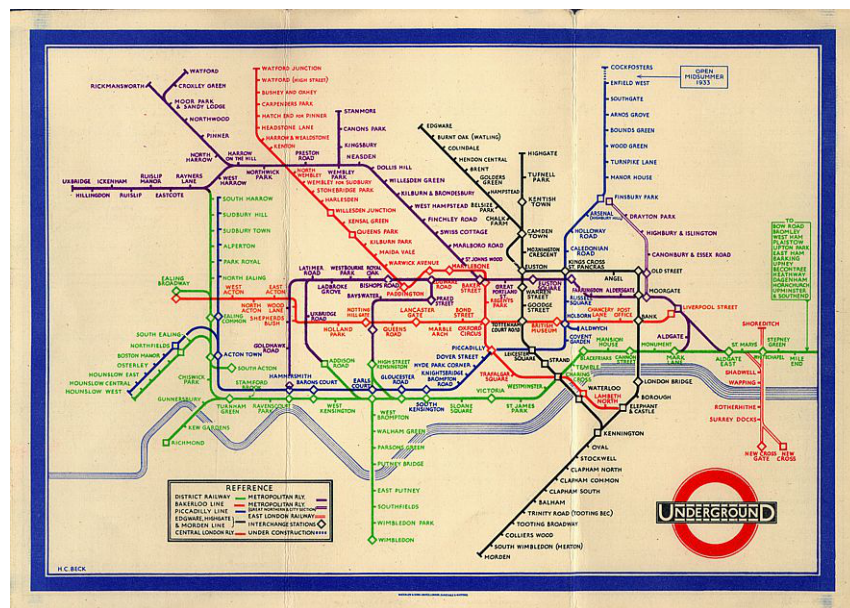 WATFORD
CROXLEY GREEN
RICKMANSWORTH
MOOR PARK
& SANDY LODGE
NORTHWOOD
PINNER
NORTH
HARROW
HARROW
ON THE HILL
WEST
HARROW
NORTHWICK
PARK
PRESTON
ROAD
WEMBLEY
PARK
UXBRIDGE
ICKENHAM
RUISLIP
MANOR
RAYNERS
LANE
HILLINGDON
RUISLIP
EASTCOTE
WATFORD JUNCTION
WATFORD (HIGH STREET)
BUSHEY AND OXHEY
CARPENDERS PARK
HATCH END FOR PINNER
HEADSTONE LANE
HARROW & WEALDSTONE
KENTON
NORTH
WEMBLEY
WEMBLEY FOR SUDBURY
STONEBRIDGE PARK
HARLESDEN
WILLESDEN JUNCTION
KENSAL GREEN
QUEENS PARK
KILBURN PARK
MAIDA VALE
WARWICK AVENUE
PADDINGTON
STANMORE
CANONS PARK
KINGSBURY
NEASDEN
DOLLIS HILL
WILLESDEN GREEN
KILBURN & BRONDESBURY
WEST HAMPSTEAD
FINCHLEY ROAD
SWISS COTTAGE
MARLBORO ROAD
ST JOHNS WOOD
EDGWARE
BURNT OAK (WATLING)
COLINDALE
HENDON CENTRAL
BRENT
GOLDERS
GREEN
HAMPSTEAD
BELSIZE
PARK
CHALK
FARM
HIGHGATE
TUFNELL
PARK
KENTISH
TOWN
CAMDEN
TOWN
MORNINGTON
CRESCENT
EUSTON
COCKFOSTERS
OPEN
MIDSUMMER
1933
ENFIELD WEST
SOUTHGATE
ARNOS GROVE
BOUNDS GREEN
WOOD GREEN
TURNPIKE LANE
MANOR HOUSE
FINSBURY PARK
ARSENAL
(HIGHBURY HILL)
DRAYTON PARK
HOLLOWAY
ROAD
HIGHBURY & ISLINGTON
CALEDONIAN
ROAD
CANONBURY & ESSEX ROAD
KINGS CROSS
ST PANCRAS
ANGEL
OLD STREET
MOORGATE
TO
BOW ROAD
BROMLEY
WEST HAM
PLAISTOW
UPTON PARK
EAST HAM
BARKING
UPNEY
BECONTREE
HEATHWAY
DAGENHAM
HORNCHURCH
UPMINSTER
& SOUTHEND
SOUTH HARROW
SUDBURY HILL
SUDBURY TOWN
ALPERTON
PARK ROYAL
NORTH EALING
EALING
BROADWAY
WEST
ACTON
EAST
ACTON
NORTH
ACTON
WOOD
LANE
SHEPHERDS
BUSH
EALING
COMMON
GOLDHAWK
ROAD
LATIMER
ROAD
LADBROKE
GROVE
WESTBOURNE
PARK
ROYAL
OAK
BISHOPS ROAD
BAYSWATER
UXBRIDGE
ROAD
HOLLAND
PARK
NOTTING
HILL GATE
QUEENS
ROAD
LANCASTER
GATE
MARBLE
ARCH
BOND
STREET
OXFORD
CIRCUS
EDGWARE
ROAD
PRAED
STREET
MARYLEBONE
BAKER
STREET
GREAT
PORTLAND
STREET
REGENTS
PARK
EUSTON
SQUARE
WARREN
STREET
GOODGE
STREET
TOTTENHAM
COURT ROAD
RUSSELL
SQUARE
BRITISH
MUSEUM
HOLBORN
CHANCERY
LANE
POST
OFFICE
BANK
LIVERPOOL STREET
FARRINGDON
ALDERSGATE
ALDWYCH
COVENT
GARDEN
LEICESTER
SQUARE
STRAND
PICCADILLY
DOVER STREET
HYDE PARK CORNER
KNIGHTSBRIDGE
BROMPTON
ROAD
TRAFALGAR
SQUARE
WESTMINSTER
CHARING
CROSS
TEMPLE
BLACKFRIARS
MANSION
HOUSE
CANNON
STREET
MONUMENT
MARK
LANE
ALDGATE
ALDGATE
EAST
ST MARYS
WHITECHAPEL
STEPNEY
GREEN
MILE
END
SHOREDITCH
SHADWELL
WAPPING
ROTHERHITHE
SURREY DOCKS
NEW CROSS
GATE
NEW
CROSS
SOUTH EALING
NORTHFIELDS
BOSTON MANOR
OSTERLEY
HOUNSLOW EAST
HOUNSLOW CENTRAL
HOUNSLOW WEST
ACTON TOWN
SOUTH ACTON
CHISWICK
PARK
GUNNERSBURY
KEW GARDENS
RICHMOND
TURNHAM
GREEN
STAMFORD
BROOK
RAVENSCOURT
PARK
HAMMERSMITH
BARONS COURT
WEST
KENSINGTON
ADDISON
ROAD
EARLS
COURT
HIGH STREET
KENSINGTON
GLOUCESTER
ROAD
SOUTH
KENSINGTON
SLOANE
SQUARE
VICTORIA
ST JAMES
PARK
WEST
BROMPTON
WALHAM GREEN
PARSONS GREEN
PUTNEY BRIDGE
EAST PUTNEY
SOUTHFIELDS
WIMBLEDON PARK
WIMBLEDON
WATERLOO
LAMBETH
NORTH
LONDON BRIDGE
BOROUGH
ELEPHANT
& CASTLE
KENNINGTON
OVAL
STOCKWELL
CLAPHAM NORTH
CLAPHAM COMMON
CLAPHAM SOUTH
BALHAM
TRINITY ROAD (TOOTING BEC)
TOOTING BROADWAY
COLLIERS WOOD
SOUTH WIMBLEDON (MERTON)
MORDEN
REFERENCE
DISTRICT RAILWAY
BAKERLOO LINE
PICCADILLY LINE
EDGWARE, HIGHGATE
& MORDEN LINE
CENTRAL LONDON RLY.
METROPOLITAN RLY.
METROPOLITAN RLY.
(GREAT NORTHERN & CITY SECTION)
EAST LONDON RAILWAY
INTERCHANGE STATIONS
UNDER CONSTRUCTION
UNDERGROUND
H.C. BECK